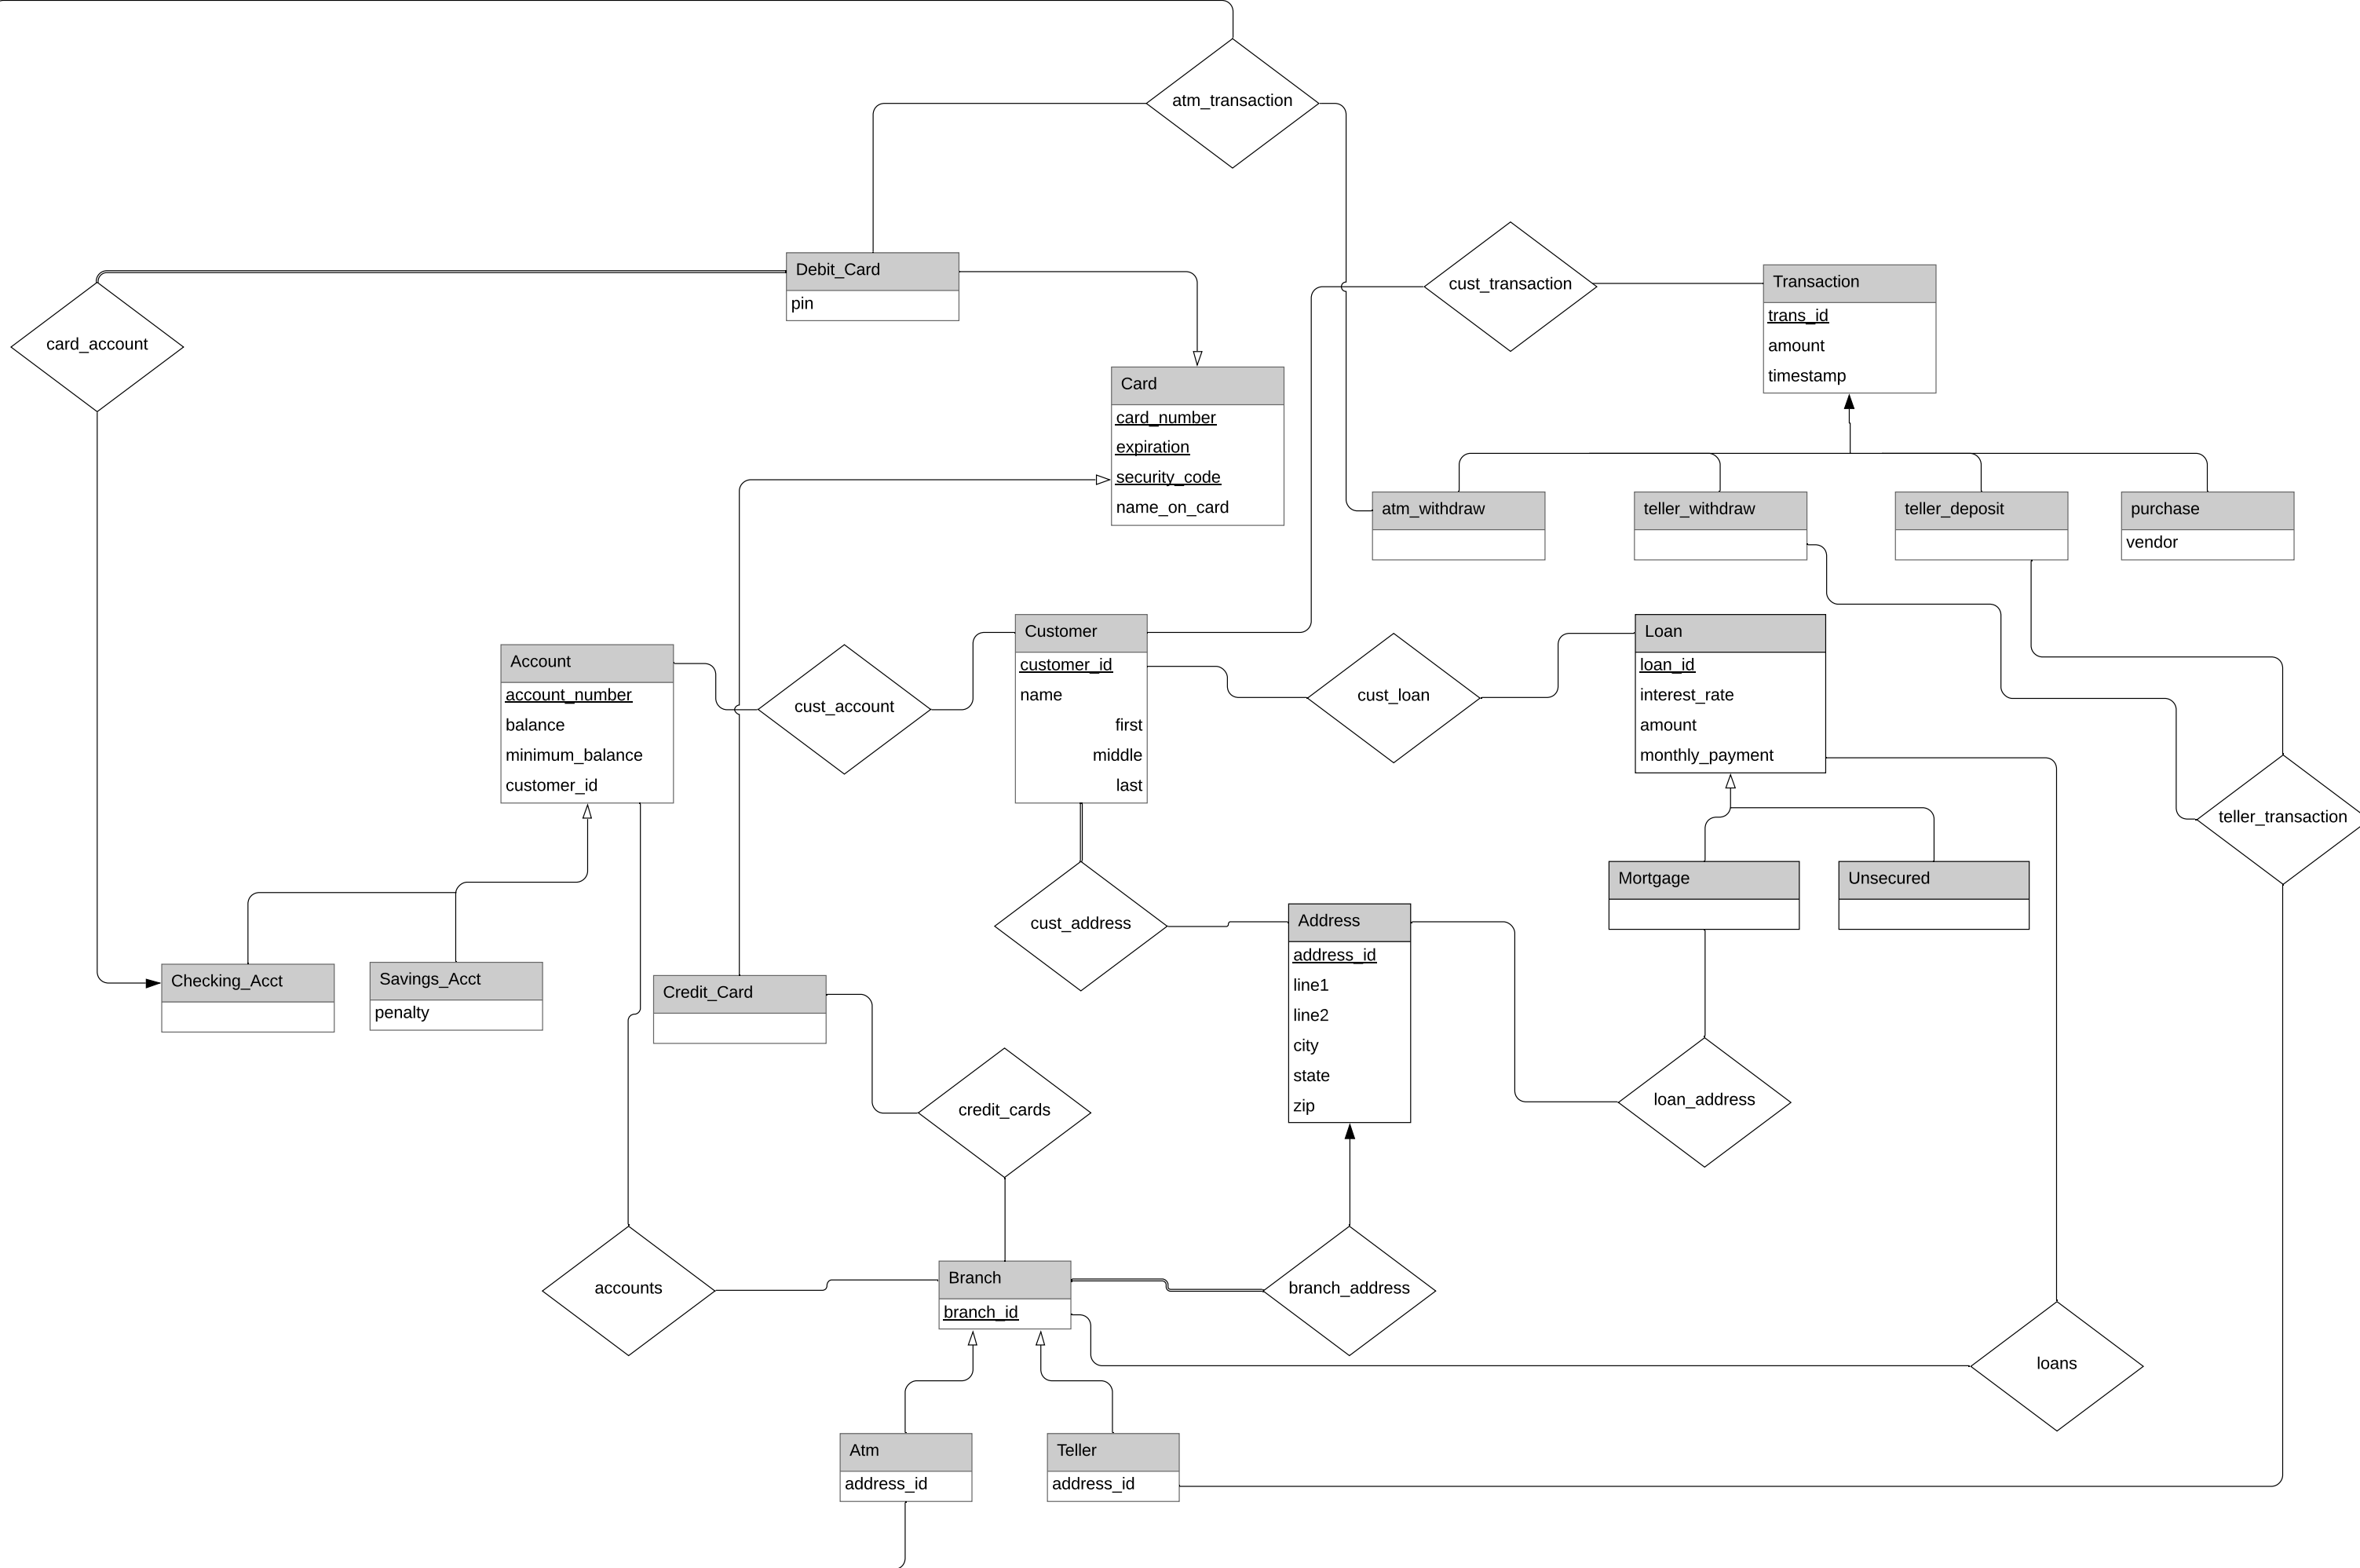 atm_transaction
Debit_Card
pin
cust_transaction
Transaction
trans_id
amount
timestamp
card_account
Card
card_number
expiration
security_code
name_on_card
atm_withdraw
teller_withdraw
teller_deposit
purchase
vendor
Account
account_number
balance
minimum_balance
customer_id
cust_account
Customer
customer_id
name
first
middle
last
cust_loan
Loan
loan_id
interest_rate
amount
monthly_payment
teller_transaction
Mortgage
Unsecured
cust_address
Address
address_id
line1
line2
city
state
zip
Checking_Acct
Savings_Acct
penalty
Credit_Card
credit_cards
loan_address
accounts
Branch
branch_id
branch_address
loans
Atm
address_id
Teller
address_id